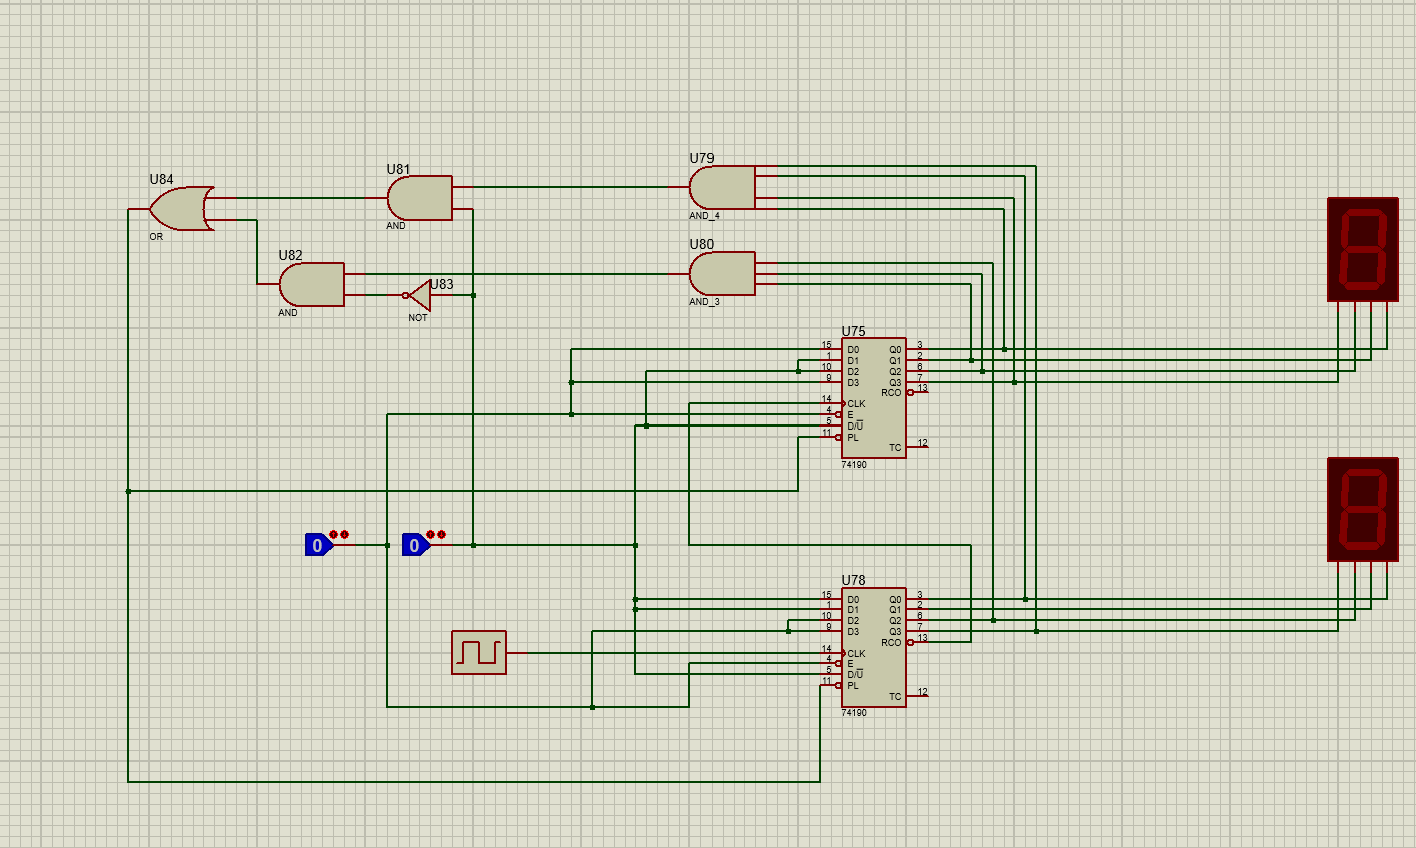 U84
OR
U81
AND
U79
AND_4
U82
AND
U83
NOT
U80
AND_3
U75
15 D0 Q0 3
1 D1 Q1 2
10 D2 Q2 6
9 D3 Q3 7
RCO 13
14 CLK
4 E
5 D/U
11 PL
TC 12
74190
0
0
U78
15 D0 Q0 3
1 D1 Q1 2
10 D2 Q2 6
9 D3 Q3 7
RCO 13
14 CLK
4 E
5 D/U
11 PL
TC 12
74190